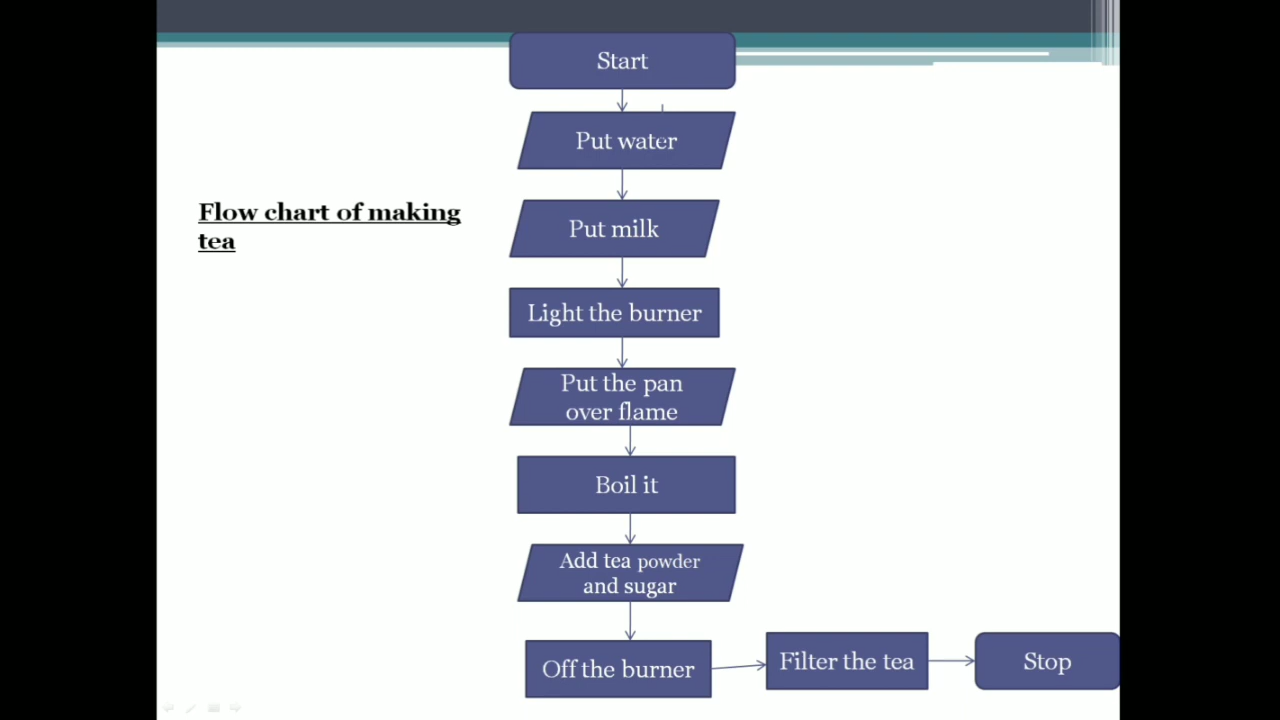 Start
Put water
Flow chart of making
tea
Put milk
Light the burner
Put the pan
over flame
Boil it
Add tea powder
and sugar
Off the burner
Filter the tea
Stop